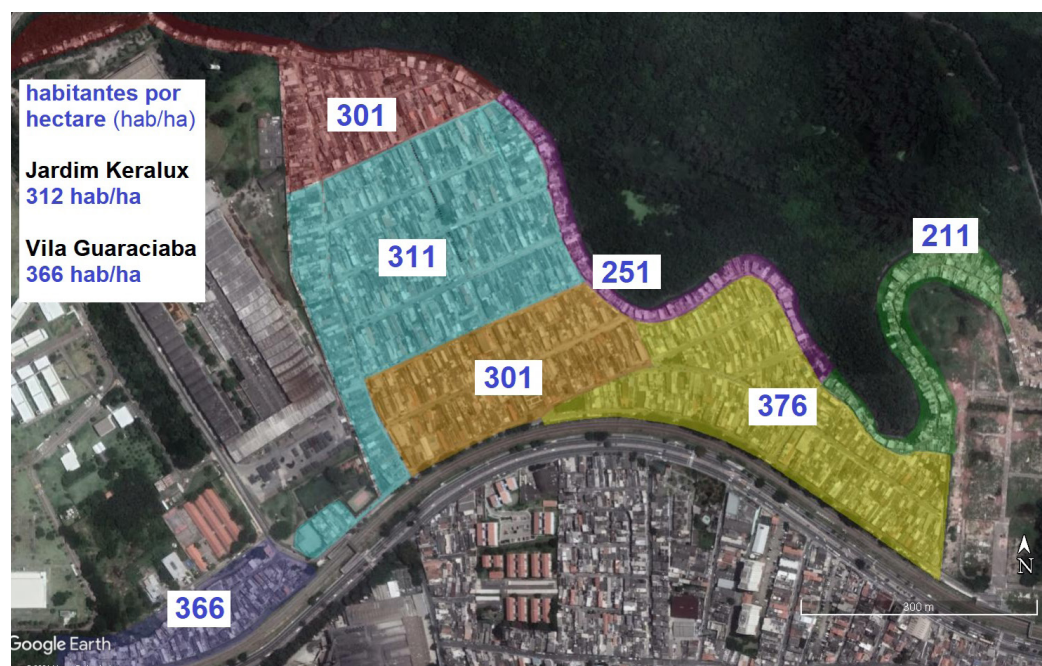 habitantes por
hectare (hab/ha)
Jardim Keralux
312 hab/ha
Vila Guaraciaba
366 hab/ha
301
311
251
211
301
376
366
N
300 m
Google Earth